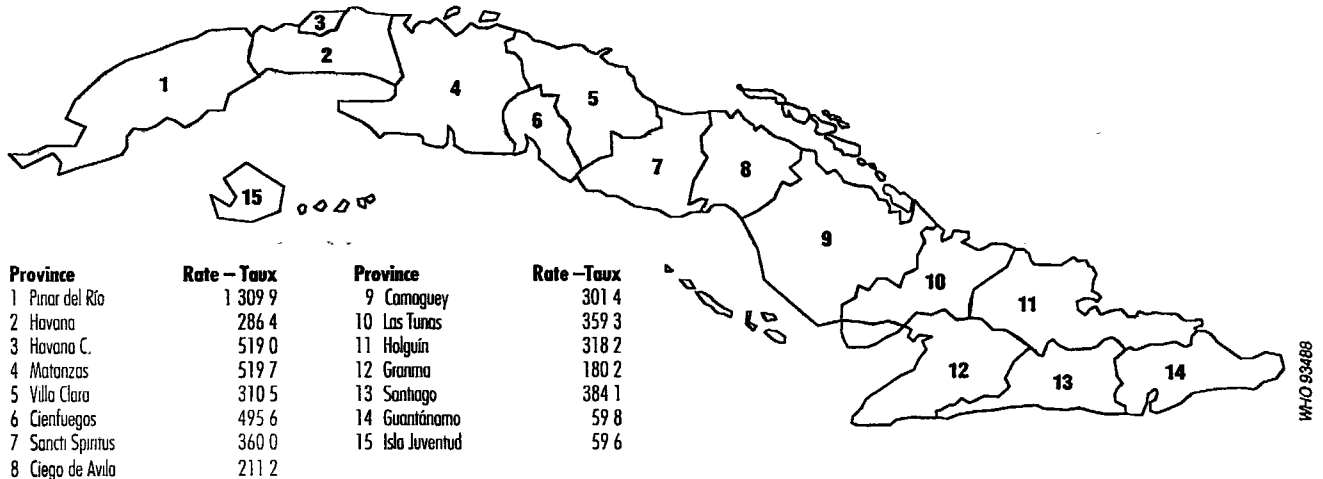 3
2
1
4
5
6
7
8
15
9
10
11
12
13
14
Province Rate – Taux Province Rate – Taux
1 Pinar del Río 1 309 9 9 Camaguey 301 4
2 Havana 286 4 10 Las Tunas 359 3
3 Havana C. 519 0 11 Holguín 318 2
4 Matanzas 519 7 12 Granma 180 2
5 Villa Clara 310 5 13 Santiago 384 1
6 Cienfuegos 495 6 14 Guantánamo 59 8
7 Sancti Spiritus 360 0 15 Isla Juventud 59 6
8 Ciego de Avila 211 2
WHO 93488